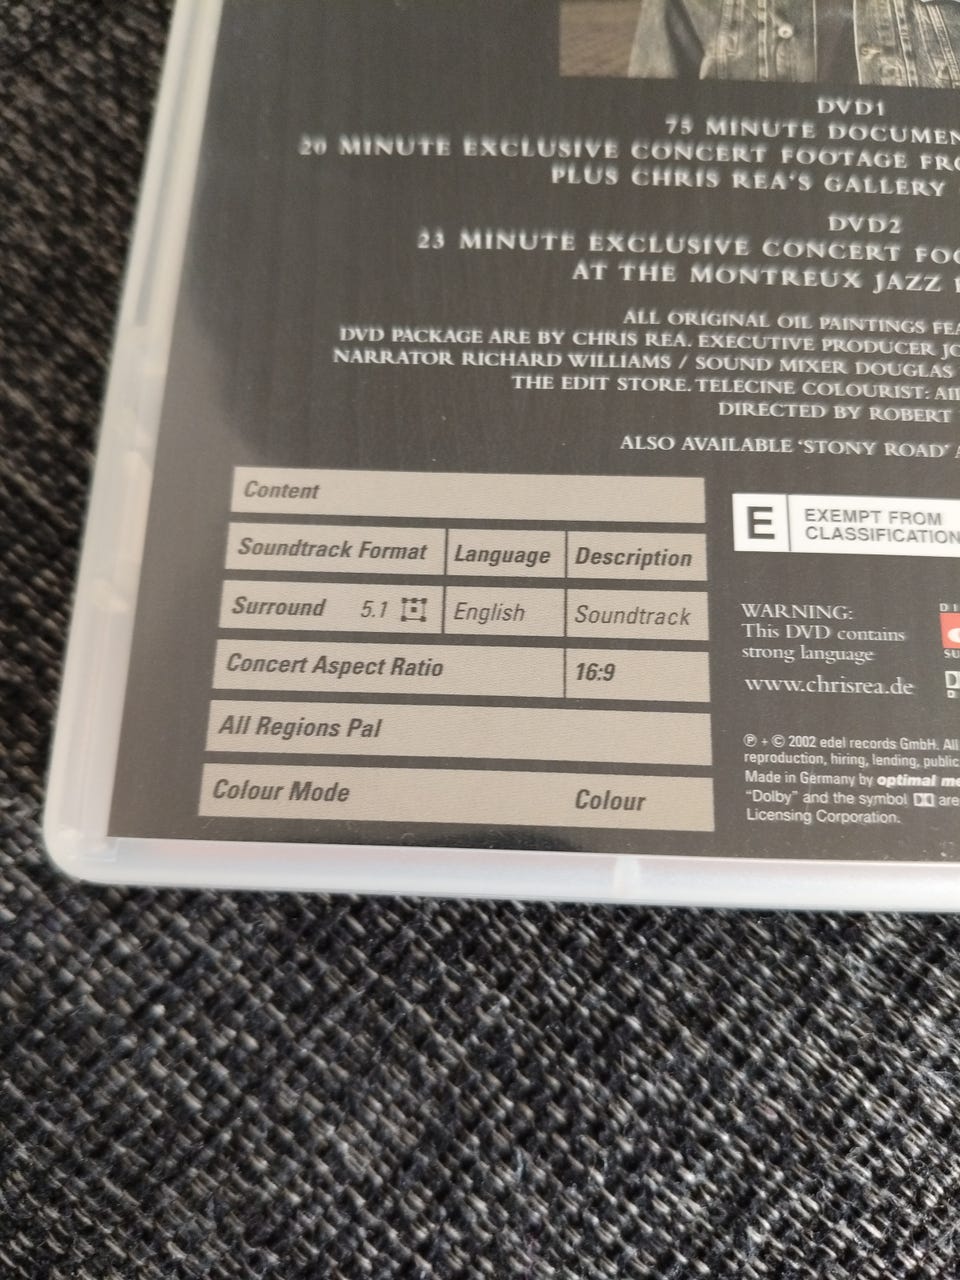 DVD1
75 MINUTE DOCUMEN
20 MINUTE EXCLUSIVE CONCERT FOOTAGE FRO
PLUS CHRIS REA'S GALLERY
DVD2
23 MINUTE EXCLUSIVE CONCERT FOO
AT THE MONTREUX JAZZ
ALL ORIGINAL OIL PAINTINGS FEA
DVD PACKAGE ARE BY CHRIS REA. EXECUTIVE PRODUCER JO
NARRATOR RICHARD WILLIAMS / SOUND MIXER DOUGLAS
THE EDIT STORE. TELECINE COLOURIST:
DIRECTED BY ROBERT
ALSO AVAILABLE 'STONY ROAD' A
Content
Soundtrack Format Language Description
Surround 5.1 English Soundtrack
Concert Aspect Ratio 16:9
All Regions Pal
Colour Mode Colour
E EXEMPT FROM
CLASSIFICATION
WARNING:
This DVD contains
strong language
www.chrisrea.de
DI
SU
℗ + © 2002 edel records GmbH. All
reproduction, hiring, lending, public
Made in Germany by optimal me
"Dolby" and the symbol are
Licensing Corporation.